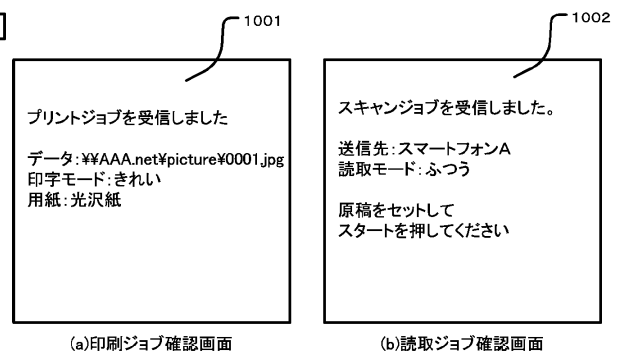 1001
プリントジョブを受信しました
データ:¥¥AAA.net¥picture¥0001.jpg
印字モード:きれい
用紙:光沢紙
(a)印刷ジョブ確認画面
1002
スキャンジョブを受信しました。
送信先:スマートフォンA
読取モード:ふつう
原稿をセットして
スタートを押してください
(b)読取ジョブ確認画面